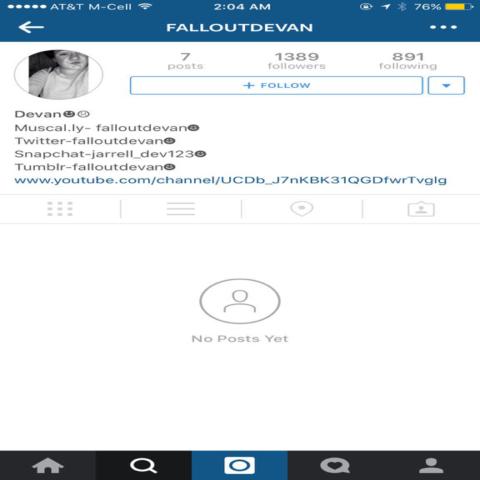 AT&T M-Cell 2:04 AM 76%
FALLOUTDEVAN
7 1389 891
posts followers following
+ FOLLOW
Devan
Muscal.ly- falloutdevan
Twitter-falloutdevan
Snapchat-jarrell_dev123
Tumblr-falloutdevan
www.youtube.com/channel/UCDb_J7nKBK31QGDfwrTvgIg
No Posts Yet